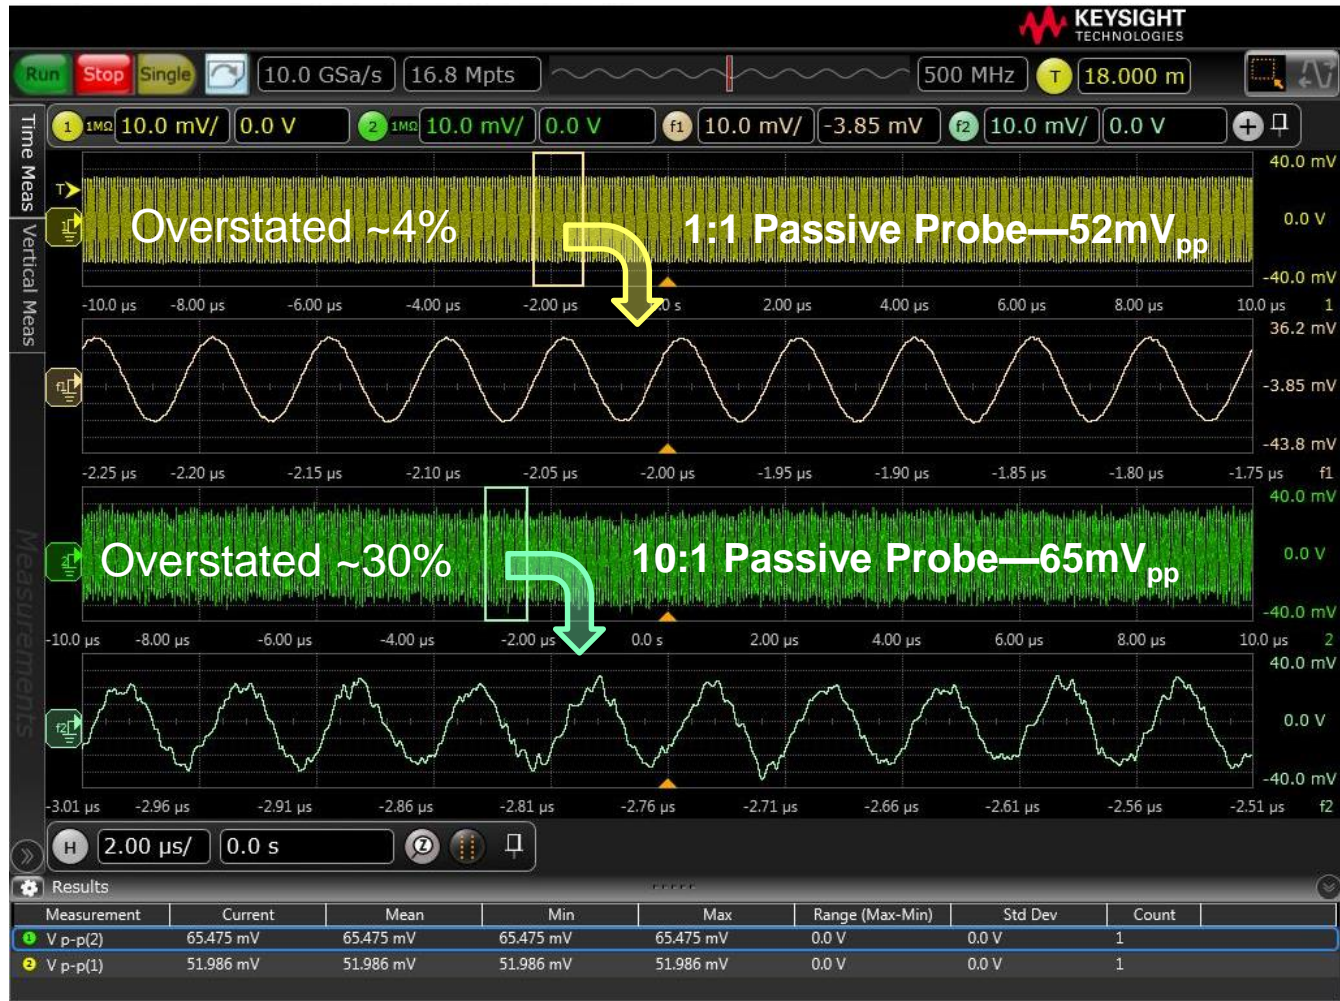 KEYSIGHT
TECHNOLOGIES
Run Stop Single 10.0 GSa/s 16.8 Mpts 500 MHz T 18.000 m
1 1MΩ 10.0 mV/ 0.0 V 2 1MΩ 10.0 mV/ 0.0 V f1 10.0 mV/ -3.85 mV f2 10.0 mV/ 0.0 V
Time Meas
Vertical Meas
Measurements
40.0 mV
T
Overstated ~4% 1:1 Passive Probe—52mVpp 0.0 V
-40.0 mV
-10.0 µs -8.00 µs -6.00 µs -4.00 µs -2.00 µs 0 s 2.00 µs 4.00 µs 6.00 µs 8.00 µs 10.0 µs 1
36.2 mV
f1 -3.85 mV
-43.8 mV
-2.25 µs -2.20 µs -2.15 µs -2.10 µs -2.05 µs -2.00 µs -1.95 µs -1.90 µs -1.85 µs -1.80 µs -1.75 µs f1
40.0 mV
Overstated ~30% 10:1 Passive Probe—65mVpp 0.0 V
-40.0 mV
-10.0 µs -8.00 µs -6.00 µs -4.00 µs -2.00 µs 0.0 s 2.00 µs 4.00 µs 6.00 µs 8.00 µs 10.0 µs 2
40.0 mV
f2 0.0 V
-40.0 mV
-3.01 µs -2.96 µs -2.91 µs -2.86 µs -2.81 µs -2.76 µs -2.71 µs -2.66 µs -2.61 µs -2.56 µs -2.51 µs f2
H 2.00 µs/ 0.0 s Z
Results
Measurement Current Mean Min Max Range (Max-Min) Std Dev Count
1 V p-p(2) 65.475 mV 65.475 mV 65.475 mV 65.475 mV 0.0 V 0.0 V 1
2 V p-p(1) 51.986 mV 51.986 mV 51.986 mV 51.986 mV 0.0 V 0.0 V 1